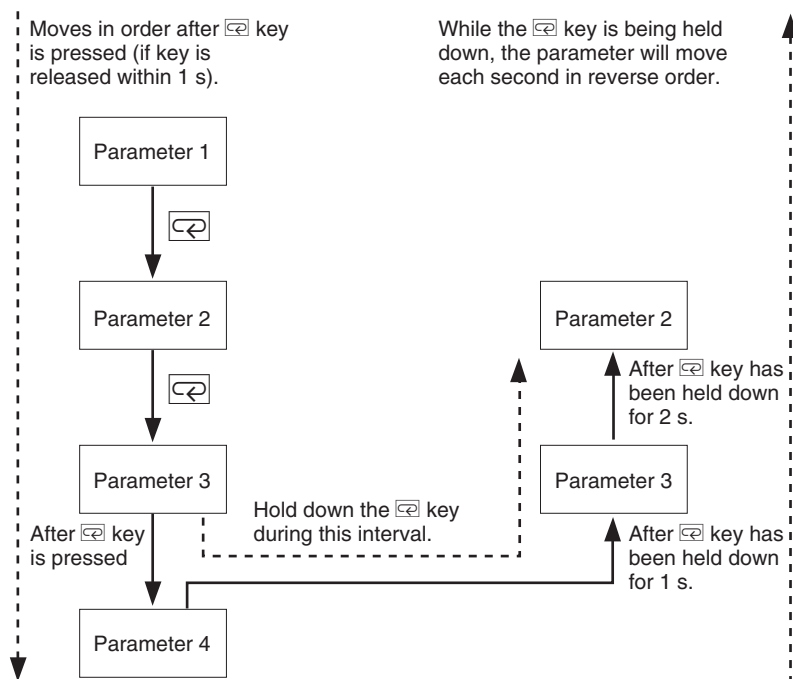 Moves in order after key
is pressed (if key is
released within 1 s).
While the key is being held
down, the parameter will move
each second in reverse order.
Parameter 1
Parameter 2
Parameter 2
After key has
been held down
for 2 s.
Parameter 3
Parameter 3
Hold down the key
during this interval.
After key
is pressed
After key has
been held down
for 1 s.
Parameter 4